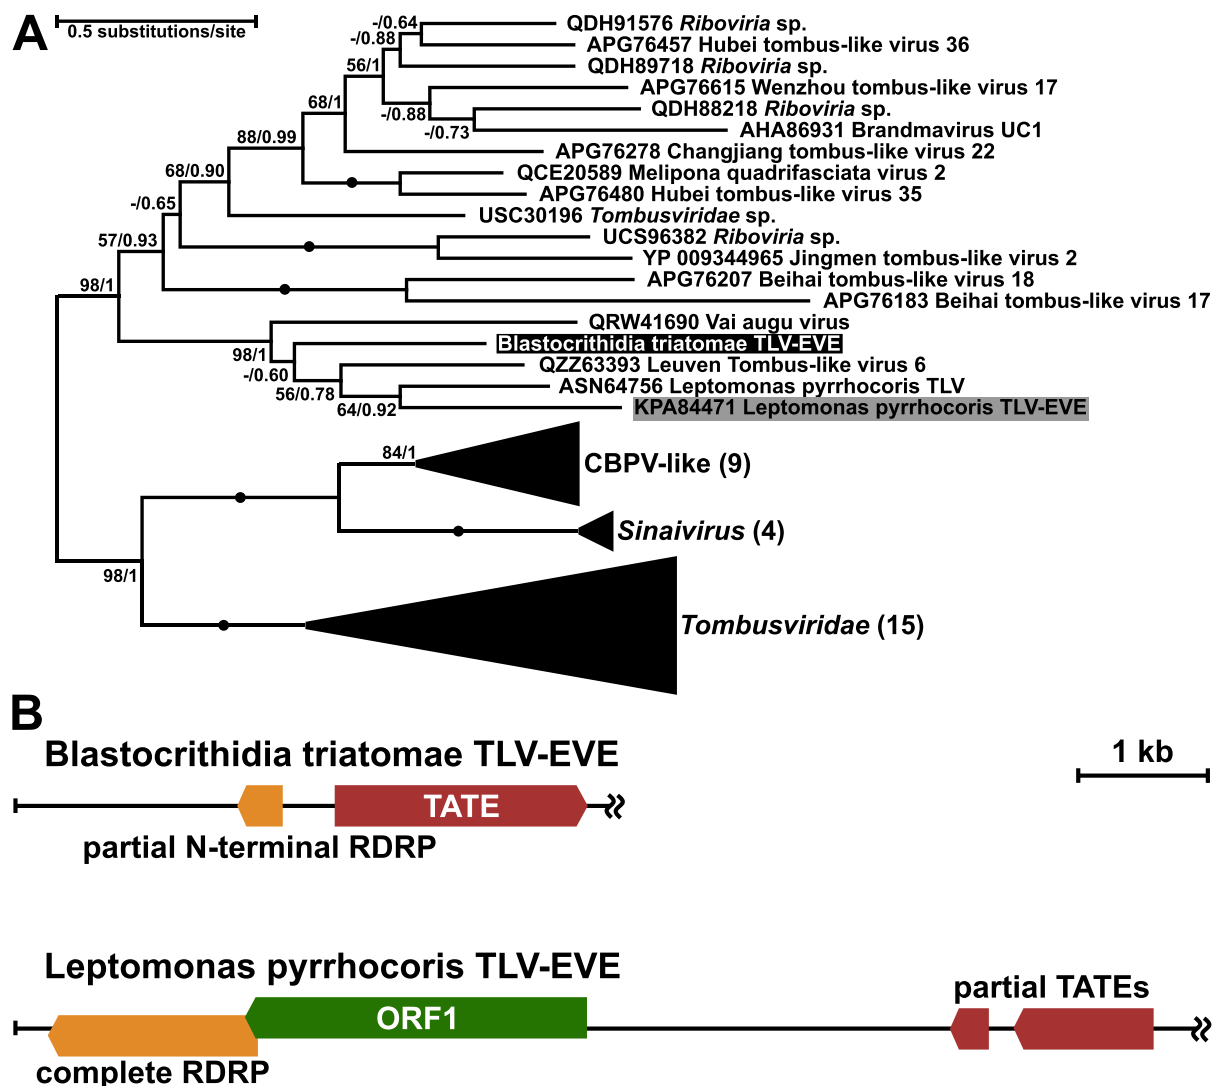 A
0.5 substitutions/site
-/0.64
QDH91576 Riboviria sp.
-/0.88
APG76457 Hubei tombus-like virus 36
56/1
QDH89718 Riboviria sp.
APG76615 Wenzhou tombus-like virus 17
68/1
-/0.88
QDH88218 Riboviria sp.
-/0.73
AHA86931 Brandmavirus UC1
88/0.99
APG76278 Changjiang tombus-like virus 22
68/0.90
QCE20589 Melipona quadrifasciata virus 2
APG76480 Hubei tombus-like virus 35
-/0.65
USC30196 Tombusviridae sp.
57/0.93
UCS96382 Riboviria sp.
YP 009344965 Jingmen tombus-like virus 2
98/1
APG76207 Beihai tombus-like virus 18
APG76183 Beihai tombus-like virus 17
QRW41690 Vai augu virus
98/1
Blastocrithidia triatomae TLV-EVE
-/0.60
QZZ63393 Leuven Tombus-like virus 6
56/0.78
ASN64756 Leptomonas pyrrhocoris TLV
64/0.92
KPA84471 Leptomonas pyrrhocoris TLV-EVE
84/1
CBPV-like (9)
Sinaivirus (4)
98/1
Tombusviridae (15)
B
Blastocrithidia triatomae TLV-EVE
1 kb
TATE
partial N-terminal RDRP
Leptomonas pyrrhocoris TLV-EVE
partial TATEs
ORF1
complete RDRP